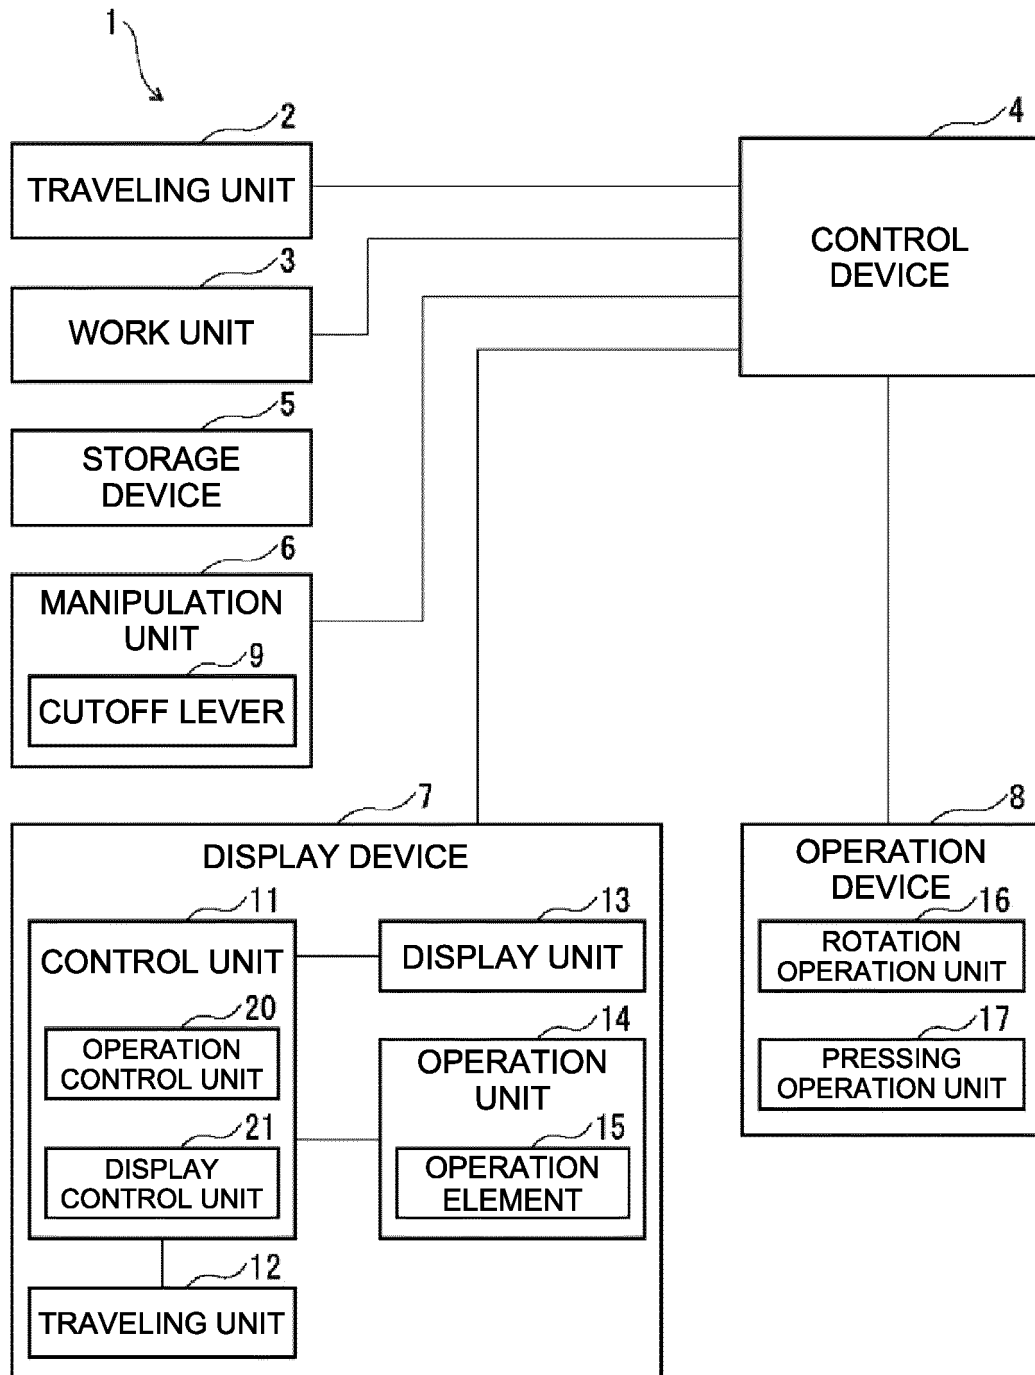 1
2
TRAVELING UNIT
3
WORK UNIT
5
STORAGE
DEVICE
6
MANIPULATION
UNIT
9
CUTOFF LEVER
4
CONTROL
DEVICE
7
DISPLAY DEVICE
11
CONTROL UNIT
20
OPERATION
CONTROL UNIT
21
DISPLAY
CONTROL UNIT
12
TRAVELING UNIT
13
DISPLAY UNIT
14
OPERATION
UNIT
15
OPERATION
ELEMENT
8
OPERATION
DEVICE
16
ROTATION
OPERATION UNIT
17
PRESSING
OPERATION UNIT